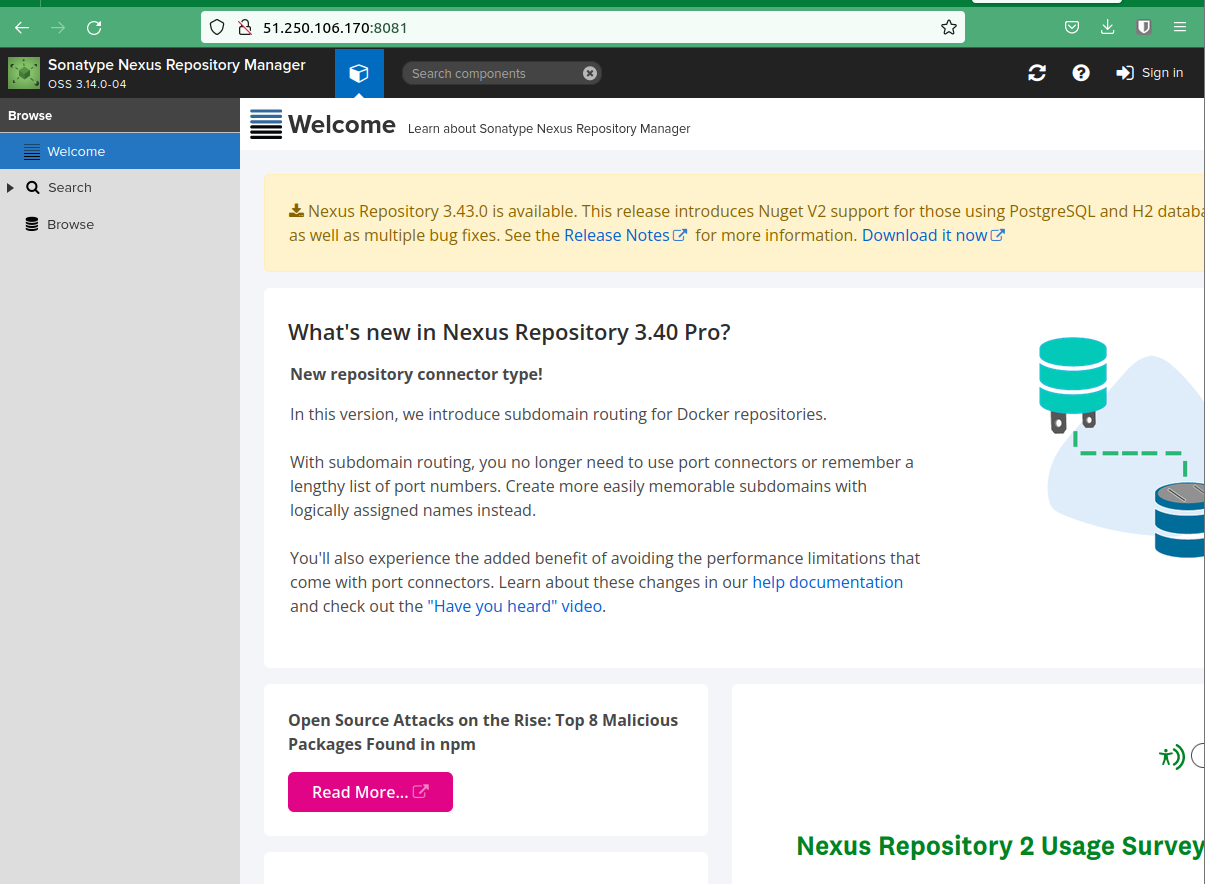 51.250.106.170:8081
Sonatype Nexus Repository Manager
OSS 3.14.0-04
Search components
Sign in
Browse
Welcome
Search
Browse
Welcome Learn about Sonatype Nexus Repository Manager
Nexus Repository 3.43.0 is available. This release introduces Nuget V2 support for those using PostgreSQL and H2 databa
as well as multiple bug fixes. See the Release Notes for more information. Download it now
What's new in Nexus Repository 3.40 Pro?
New repository connector type!
In this version, we introduce subdomain routing for Docker repositories.
With subdomain routing, you no longer need to use port connectors or remember a
lengthy list of port numbers. Create more easily memorable subdomains with
logically assigned names instead.
You'll also experience the added benefit of avoiding the performance limitations that
come with port connectors. Learn about these changes in our help documentation
and check out the "Have you heard" video.
Open Source Attacks on the Rise: Top 8 Malicious
Packages Found in npm
Read More...
Nexus Repository 2 Usage Survey